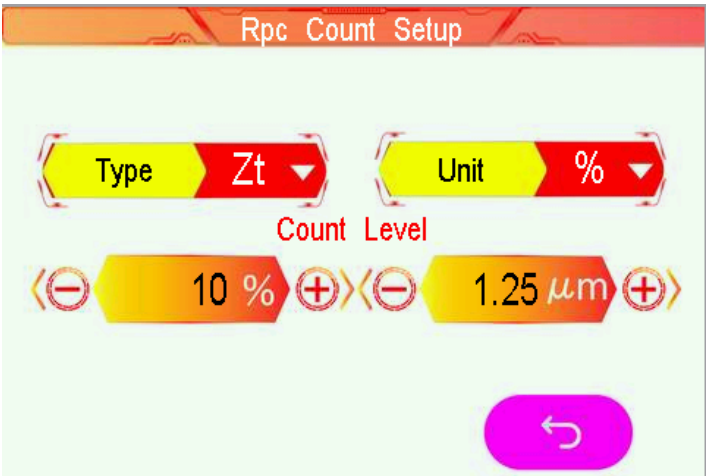 Rpc Count Setup
Type Zt Unit %
Count Level
10 % 1.25 μm